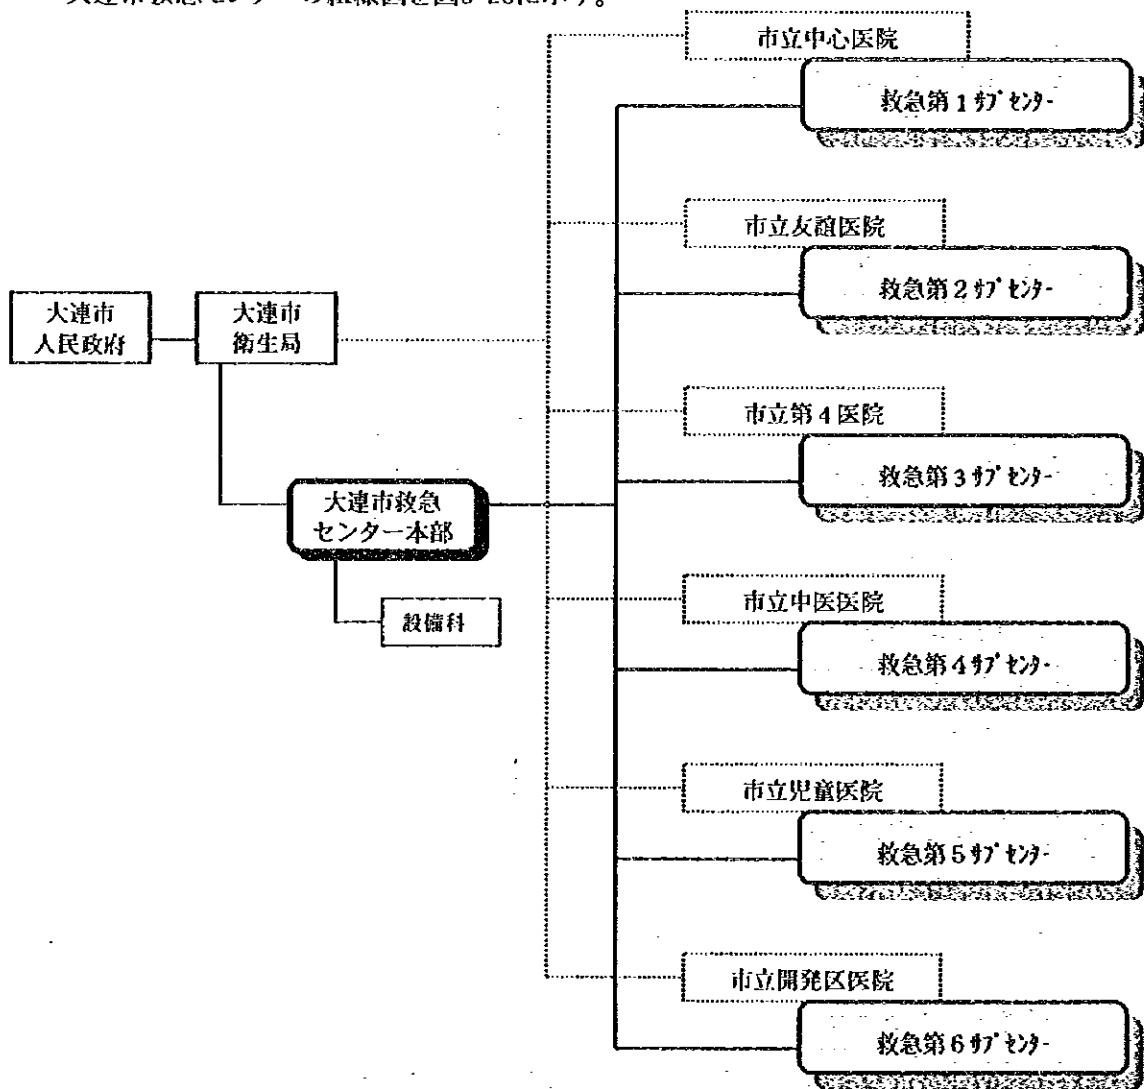 市立中心医院
救急第1ｻﾌﾞｾﾝﾀｰ
市立友誼医院
救急第2ｻﾌﾞｾﾝﾀｰ
大連市
人民政府
大連市
衛生局
市立第4医院
救急第3ｻﾌﾞｾﾝﾀｰ
大連市救急
センター本部
設備科
市立中医医院
救急第4ｻﾌﾞｾﾝﾀｰ
市立児童医院
救急第5ｻﾌﾞｾﾝﾀｰ
市立開発区医院
救急第6ｻﾌﾞｾﾝﾀｰ